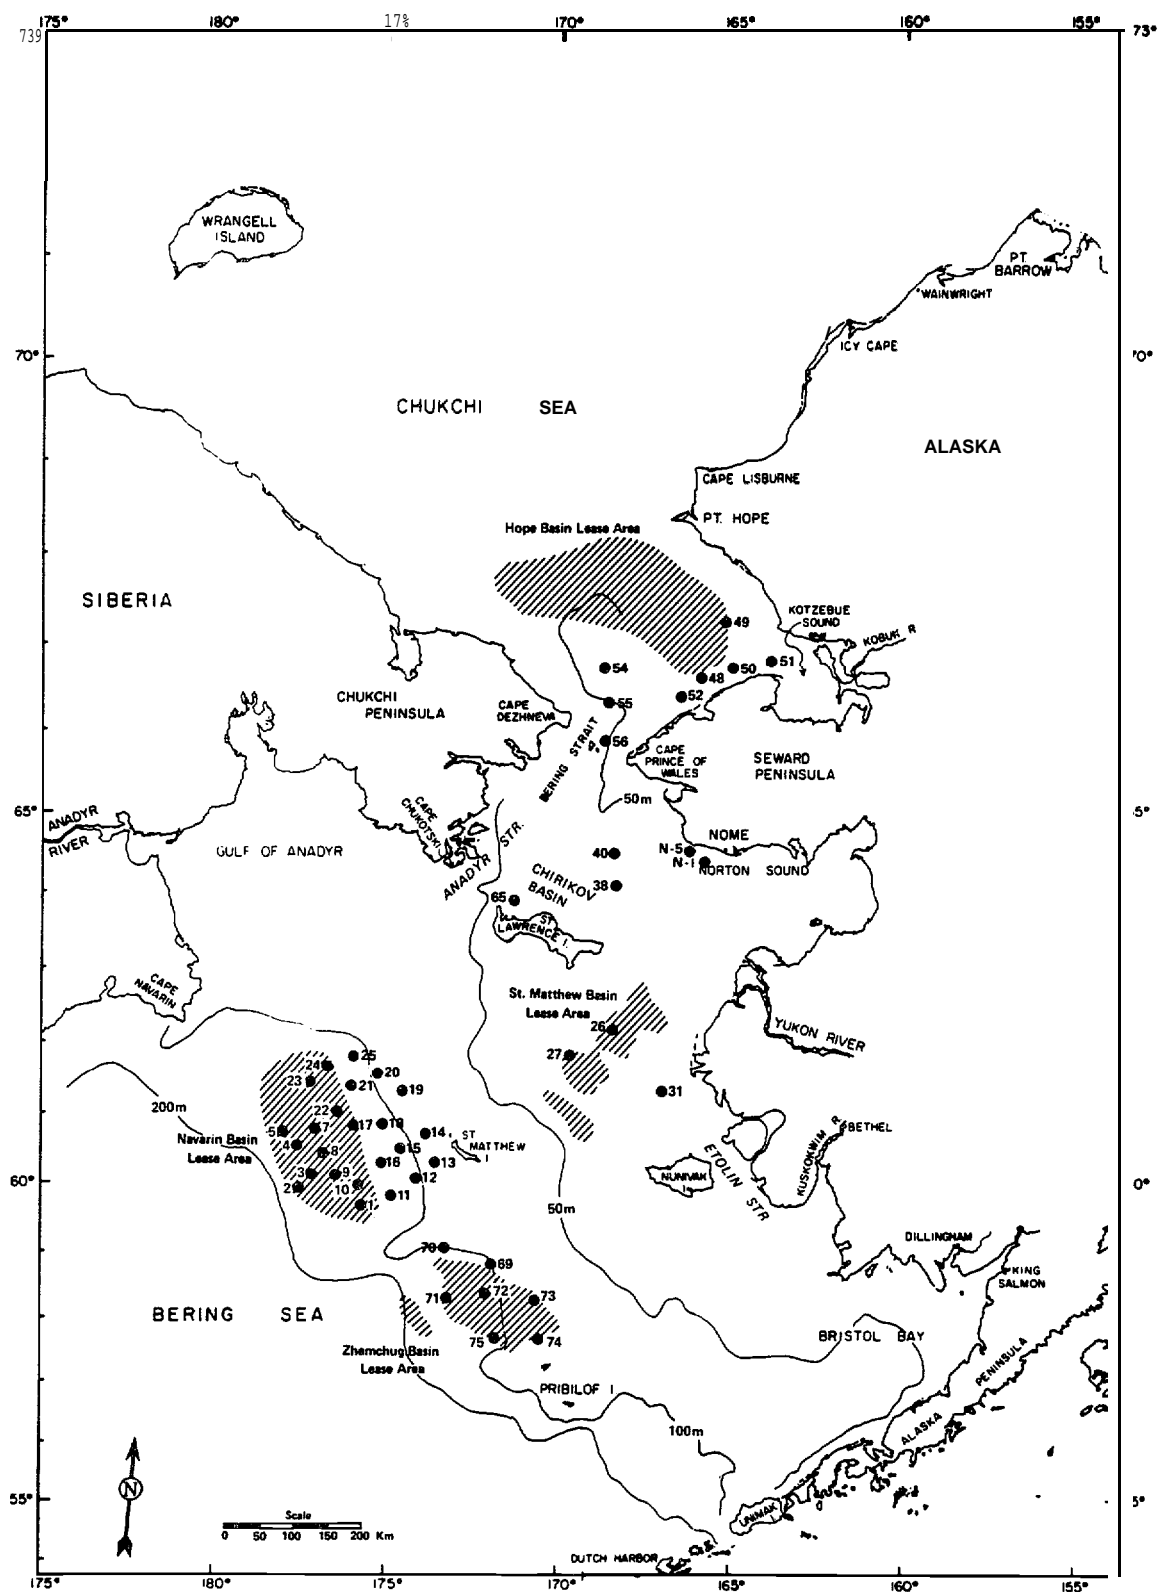 175° 180° 17% 170° 165° 160° 155°
739 73°
WRANGELL
ISLAND
PT.
BARROW
WAINWRIGHT
ICY CAPE
70° 70°
CHUKCHI SEA
ALASKA
CAPE LISBURNE
PT. HOPE
Hope Basin Lease Area
SIBERIA
KOTZEBUE
SOUND
49
KOBUK R
51
54
50
48
CHUKCHI
PENINSULA
CAPE
DEZHNEVA
52
55
BERING STRAIT
56
CAPE
PRINCE OF
WALES
SEWARD
PENINSULA
50m
65° 5°
ANADYR
RIVER
CAPE
CHUKOTSKI
GULF OF ANADYR
ANADYR STR.
NOME
N-5
N-1
NORTON SOUND
40
CHIRIKOV
BASIN
38
65
ST
LAWRENCE I.
CAPE
NAVARIN
St. Matthew Basin
Lease Area
26
27
YUKON RIVER
31
25
24
20
23
21
19
200m
22
5
7
17
18
14
ST
MATTHEW
I
Navarin Basin
Lease Area
4
8
15
16
13
3
9
12
2
10
11
1
KUSKOKWIM R.
BETHEL
ETOLIN STR
NUNIVAK
I.
60° 0°
50m
70
69
DILLINGHAM
KING
SALMON
71
72
73
BERING SEA
75
74
BRISTOL BAY
Zhemchug Basin
Lease Area
PRIBILOF I
ALASKA PENINSULA
100m
N
55° 5°
Scale
0 50 100 150 200 Km
UNIMAK
I
DUTCH HARBOR
175° 180° 175° 170° 165° 160° 155°